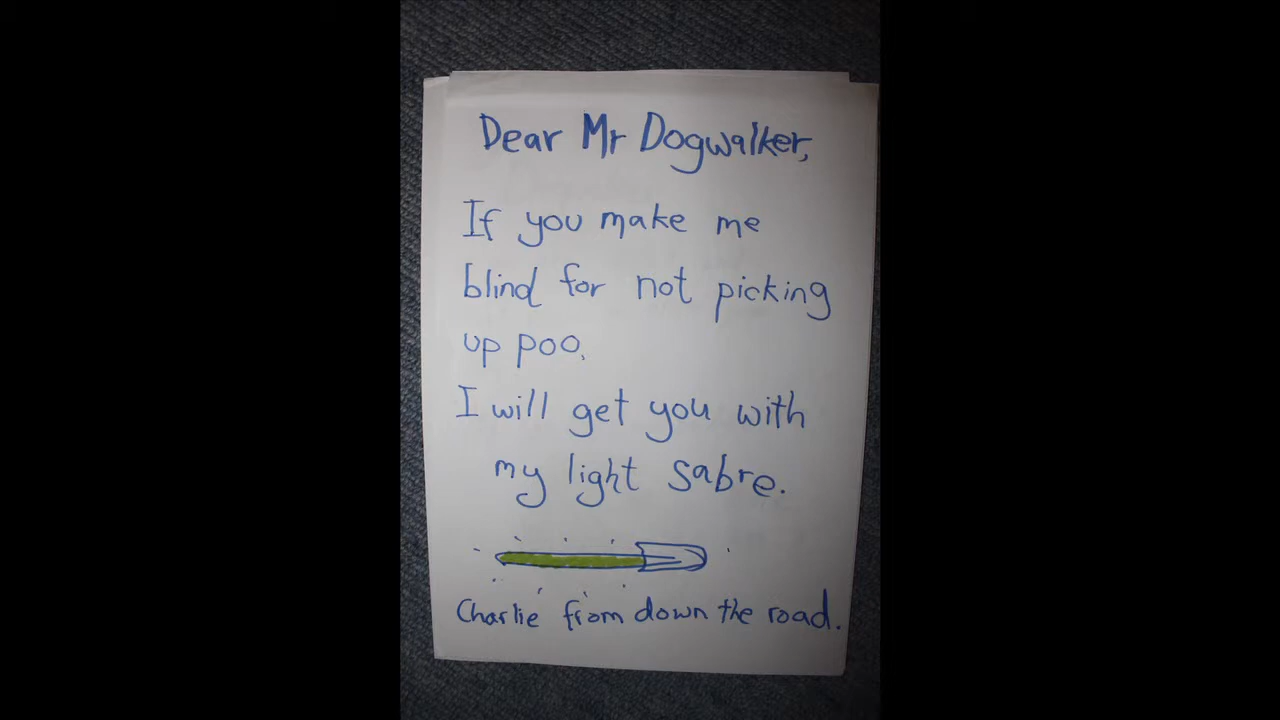 Dear Mr Dogwalker,
If you make me
blind for not picking
up poo,
I will get you with
my light sabre.
Charlie from down the road.